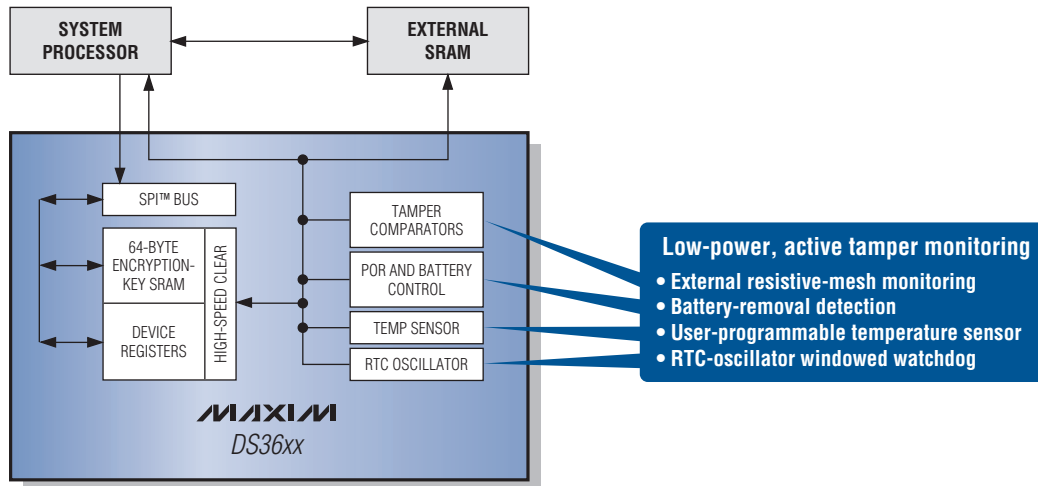 SYSTEM
PROCESSOR
EXTERNAL
SRAM
SPI™ BUS
64-BYTE
ENCRYPTION-
KEY SRAM
DEVICE
REGISTERS
HIGH-SPEED CLEAR
TAMPER
COMPARATORS
POR AND BATTERY
CONTROL
TEMP SENSOR
RTC OSCILLATOR
MAXIM
DS36xx
Low-power, active tamper monitoring
• External resistive-mesh monitoring
• Battery-removal detection
• User-programmable temperature sensor
• RTC-oscillator windowed watchdog